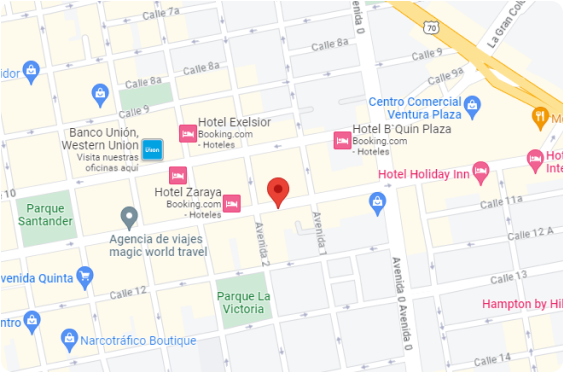 Calle 7a
Avenida 0
La Gran Colo
70
Calle 8a
Calle 9
Calle 8a
idor
Calle 9a
Centro Comercial
Ventura Plaza
Calle 9
Hotel Exelsior
Booking.com
- Hoteles
Hotel B`Quin Plaza
Booking.com
- Hoteles
Banco Unión,
Western Union
Visita nuestras
oficinas aquí
Union
Hotel Holiday Inn
Hot
Inte
10
Hotel Zaraya
Booking.com
- Hoteles
Parque
Santander
Calle 11a
Agencia de viajes
magic world travel
Avenida 2
Avenida 1
Calle 12 A
Avenida 0 Avenida 0
venida Quinta
Calle 12
Calle 13
Parque La
Victoria
Hampton by Hil
ntro
Narcotráfico Boutique
Calle 14